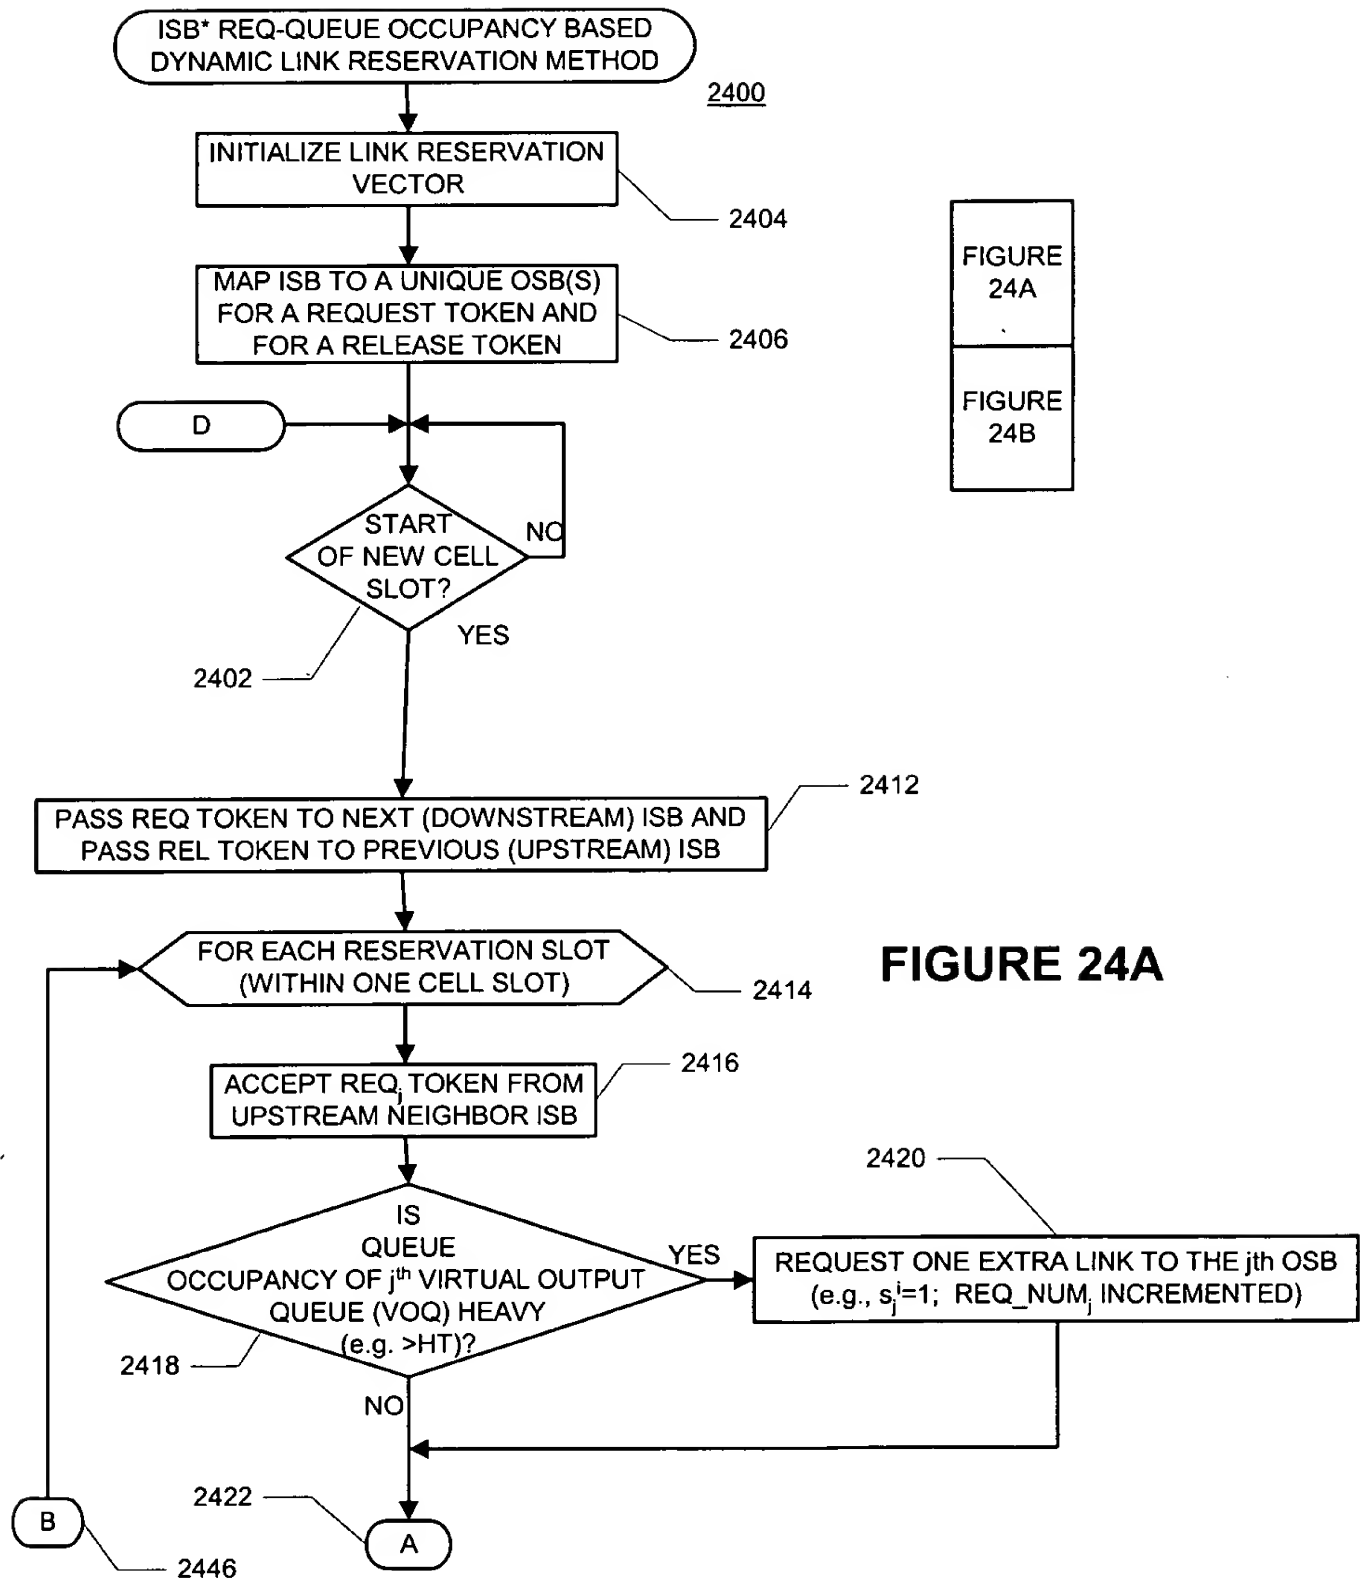 ISB* REQ-QUEUE OCCUPANCY BASED
DYNAMIC LINK RESERVATION METHOD
2400
INITIALIZE LINK RESERVATION
VECTOR
2404
MAP ISB TO A UNIQUE OSB(S)
FOR A REQUEST TOKEN AND
FOR A RELEASE TOKEN
2406
FIGURE
24A
FIGURE
24B
D
START
OF NEW CELL
SLOT?
NO
YES
2402
2412
PASS REQ TOKEN TO NEXT (DOWNSTREAM) ISB AND
PASS REL TOKEN TO PREVIOUS (UPSTREAM) ISB
FOR EACH RESERVATION SLOT
(WITHIN ONE CELL SLOT)
2414
FIGURE 24A
2416
ACCEPT REQj TOKEN FROM
UPSTREAM NEIGHBOR ISB
2420
IS
QUEUE
OCCUPANCY OF jth VIRTUAL OUTPUT
QUEUE (VOQ) HEAVY
(e.g. >HT)?
YES
2418
REQUEST ONE EXTRA LINK TO THE jth OSB
(e.g., sji=1; REQ_NUMj INCREMENTED)
NO
2422
A
B
2446